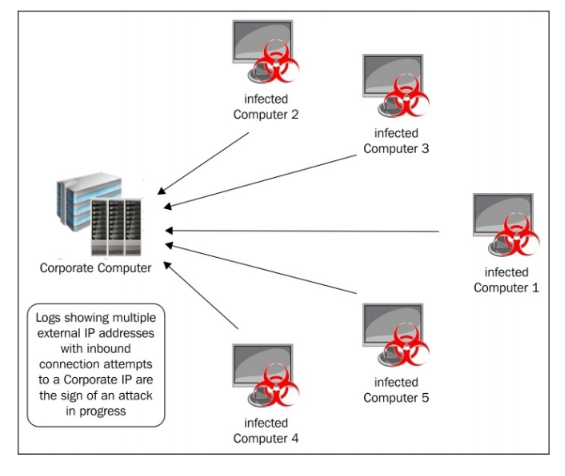 infected
Computer 2
infected
Computer 3
Corporate Computer
infected
Computer 1
Logs showing multiple
external IP addresses
with inbound
connection attempts
to a Corporate IP are
the sign of an attack
in progress
infected
Computer 5
infected
Computer 4